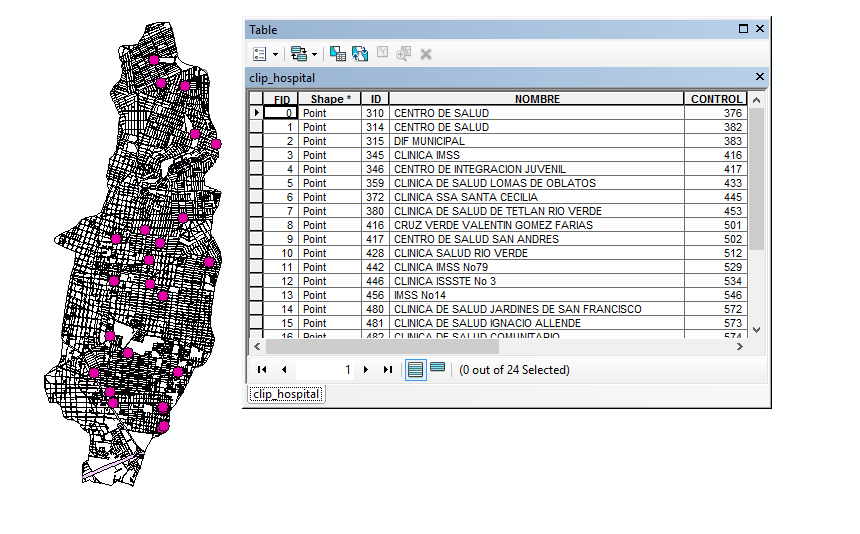 Table
clip_hospital
FID Shape * ID NOMBRE CONTROL
0 Point 310 CENTRO DE SALUD 376
1 Point 314 CENTRO DE SALUD 382
2 Point 315 DIF MUNICIPAL 383
3 Point 345 CLINICA IMSS 416
4 Point 346 CENTRO DE INTEGRACION JUVENIL 417
5 Point 359 CLINICA DE SALUD LOMAS DE OBLATOS 433
6 Point 372 CLINICA SSA SANTA CECILIA 445
7 Point 380 CLINICA DE SALUD DE TETLAN RIO VERDE 453
8 Point 416 CRUZ VERDE VALENTIN GOMEZ FARIAS 501
9 Point 417 CENTRO DE SALUD SAN ANDRES 502
10 Point 428 CLINICA SALUD RIO VERDE 512
11 Point 442 CLINICA IMSS No79 529
12 Point 446 CLINICA ISSSTE No 3 534
13 Point 456 IMSS No14 546
14 Point 480 CLINICA DE SALUD JARDINES DE SAN FRANCISCO 572
15 Point 481 CLINICA DE SALUD IGNACIO ALLENDE 573
16 Point 482 CLINICA DE SALUD COMUNITARIO 574
1 (0 out of 24 Selected)
clip_hospital